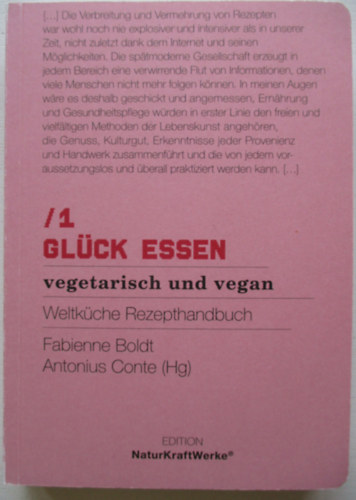 [...] Die Verbreitung und Vermehrung von Rezepten
war wohl noch nie explosiver und intensiver als in unserer
Zeit, nicht zuletzt dank dem Internet und seinen
Möglichkeiten. Die spätmoderne Gesellschaft erzeugt in
jedem Bereich eine verwirrende Flut von Informationen, denen
viele Menschen nicht mehr folgen können. In meinen Augen
wäre es deshalb geschickt und angemessen, Ernährung
und Gesundheitspflege würden in erster Linie den freien und
vielfältigen Methoden der Lebenskunst angehören,
die Genuss, Kulturgut, Erkenntnisse jeder Provenienz
und Handwerk zusammenführt und die von jedem vor-
aussetzungslos und überall praktiziert werden kann. [...]
/1
GLÜCK ESSEN
vegetarisch und vegan
Weltküche Rezepthandbuch
Fabienne Boldt
Antonius Conte (Hg)
EDITION
NaturKraftWerke®